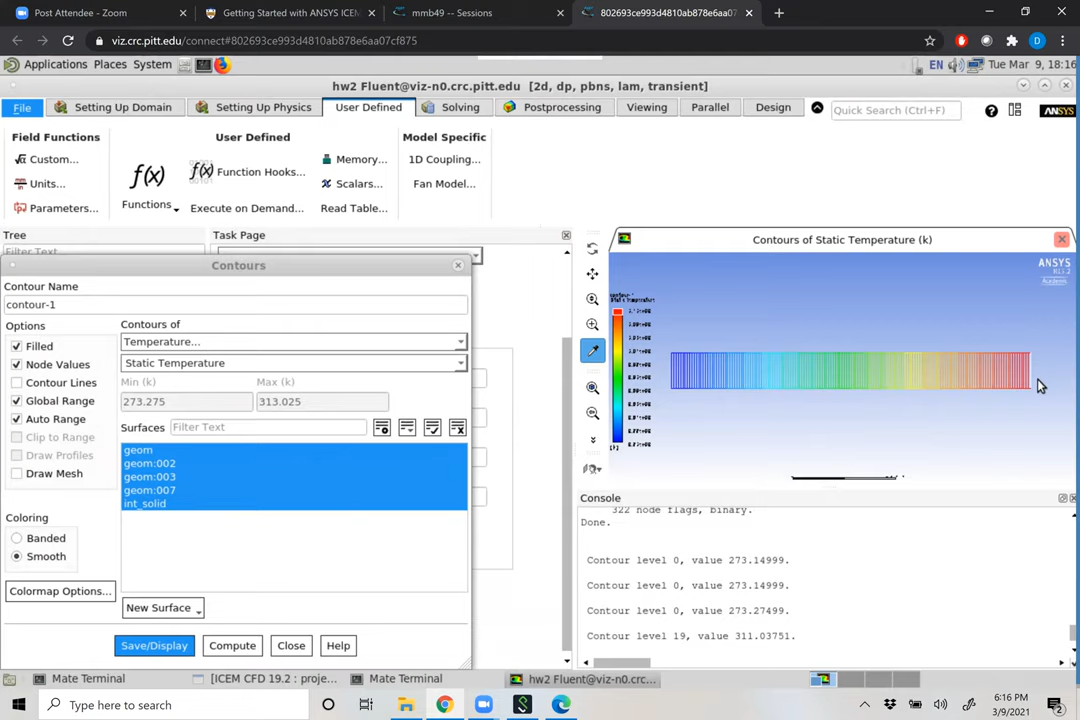 Post Attendee - Zoom
Getting Started with ANSYS ICEM
mmb49 -- Sessions
802693ce993d4810ab878e6aa07
viz.crc.pitt.edu/connect#802693ce993d4810ab878e6aa07cf875
D
Applications Places System
EN
Tue Mar 9, 18:16
hw2 Fluent@viz-n0.crc.pitt.edu [2d, dp, pbns, lam, transient]
File
Setting Up Domain
Setting Up Physics
User Defined
Solving
Postprocessing
Viewing
Parallel
Design
Quick Search (Ctrl+F)
ANSYS
Field Functions
User Defined
Model Specific
Custom...
Units...
Parameters...
f(x)
Functions
f(x) Function Hooks...
Execute on Demand...
Memory...
Scalars...
Read Table...
1D Coupling...
Fan Model...
Tree
Filter Text
Task Page
Contours of Static Temperature (k)
ANSYS
R19.2
Academic
Contours
Contour Name
contour-1
Options
Filled
Node Values
Contour Lines
Global Range
Auto Range
Clip to Range
Draw Profiles
Draw Mesh
Coloring
Banded
Smooth
Colormap Options...
Contours of
Temperature...
Static Temperature
Min (k)
Max (k)
273.275
313.025
Surfaces
Filter Text
geom
geom:002
geom:003
geom:007
int_solid
New Surface
Save/Display
Compute
Close
Help
Console
322 node flags, binary.
Done.
Contour level 0, value 273.14999.
Contour level 0, value 273.14999.
Contour level 0, value 273.27499.
Contour level 19, value 311.03751.
Mate Terminal
[ICEM CFD 19.2 : proje...
Mate Terminal
hw2 Fluent@viz-n0.crc...
Type here to search
6:16 PM
3/9/2021
2